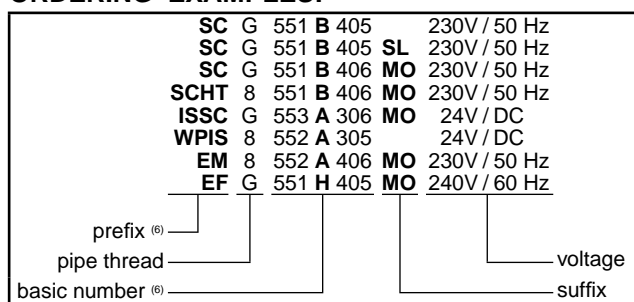 ORDERING EXAMPLES:
SC G 551 B 405 230V / 50 Hz
SC G 551 B 405 SL 230V / 50 Hz
SC G 551 B 406 MO 230V / 50 Hz
SCHT 8 551 B 406 MO 230V / 50 Hz
ISSC G 553 A 306 MO 24V / DC
WPIS 8 552 A 305 24V / DC
EM 8 552 A 406 MO 230V / 50 Hz
EF G 551 H 405 MO 240V / 60 Hz
prefix (6)
pipe thread voltage
basic number (6) suffix